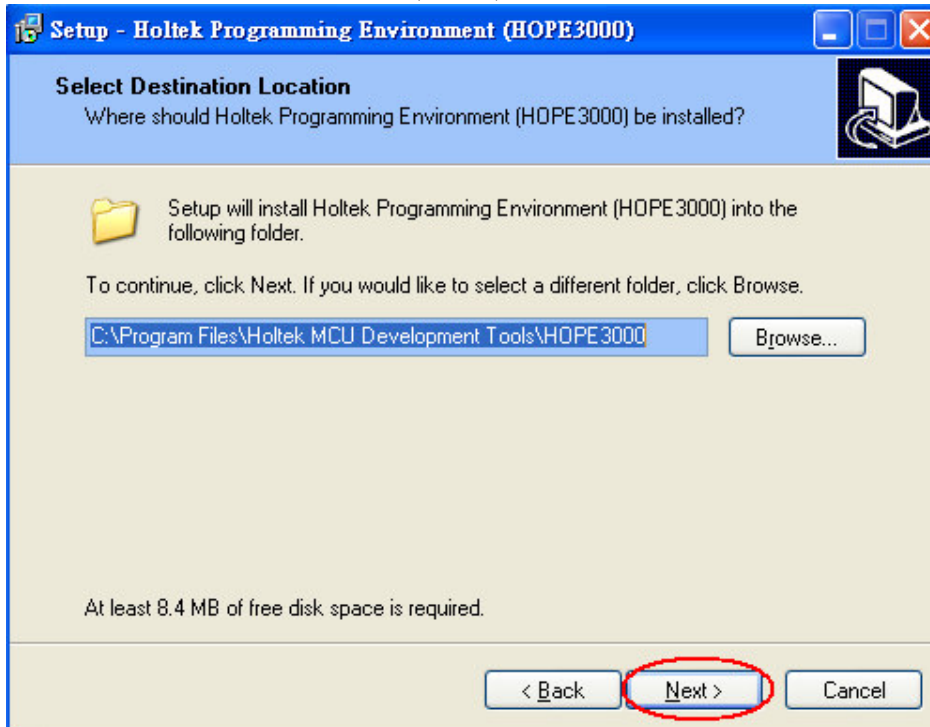 Setup - Holtek Programming Environment (HOPE3000)
Select Destination Location
Where should Holtek Programming Environment (HOPE3000) be installed?
Setup will install Holtek Programming Environment (HOPE3000) into the
following folder.
To continue, click Next. If you would like to select a different folder, click Browse.
C:\Program Files\Holtek MCU Development Tools\HOPE3000
Browse...
At least 8.4 MB of free disk space is required.
< Back Next > Cancel